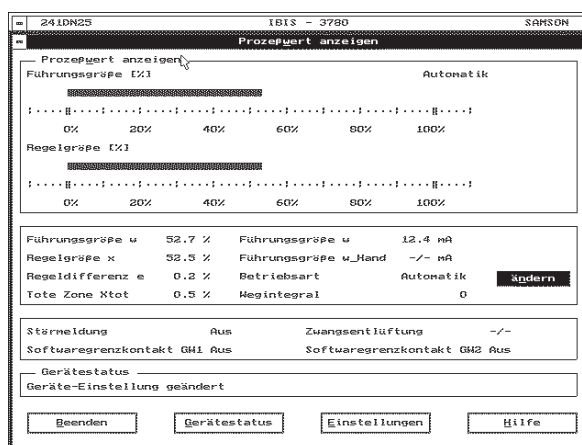 241DN25 IBIS - 3780 SAMSON
Prozeßwert anzeigen
Prozeßwert anzeigen
Führungsgröße [%] Automatik
0% 20% 40% 60% 80% 100%
Regelgröße [%]
0% 20% 40% 60% 80% 100%
Führungsgröße w 52.7 % Führungsgröße w 12.4 mA
Regelgröße x 52.5 % Führungsgröße w_Hand -/- mA
Regeldifferenz e 0.2 % Betriebsart Automatik ändern
Tote Zone Xtot 0.5 % Wegintegral 0
Störmeldung Aus Zwangsentlüftung -/-
Softwaregrenzkontakt GW1 Aus Softwaregrenzkontakt GW2 Aus
Gerätestatus
Geräte-Einstellung geändert
Beenden Gerätestatus Einstellungen Hilfe